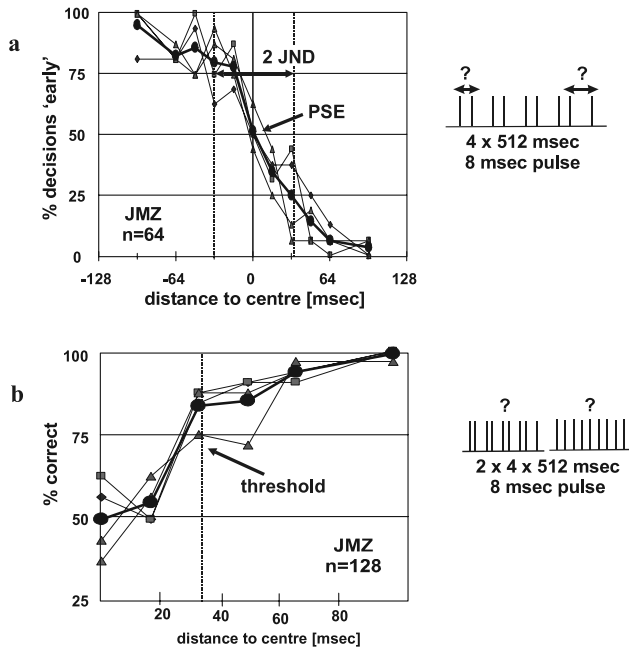 a
100
75
50
25
0
% decisions 'early'
2 JND
PSE
JMZ
n=64
-128
-64
0
64
128
distance to centre [msec]
?
?
4 x 512 msec
8 msec pulse
b
100
75
50
25
% correct
threshold
JMZ
n=128
20
40
60
80
distance to centre [msec]
?
?
2 x 4 x 512 msec
8 msec pulse